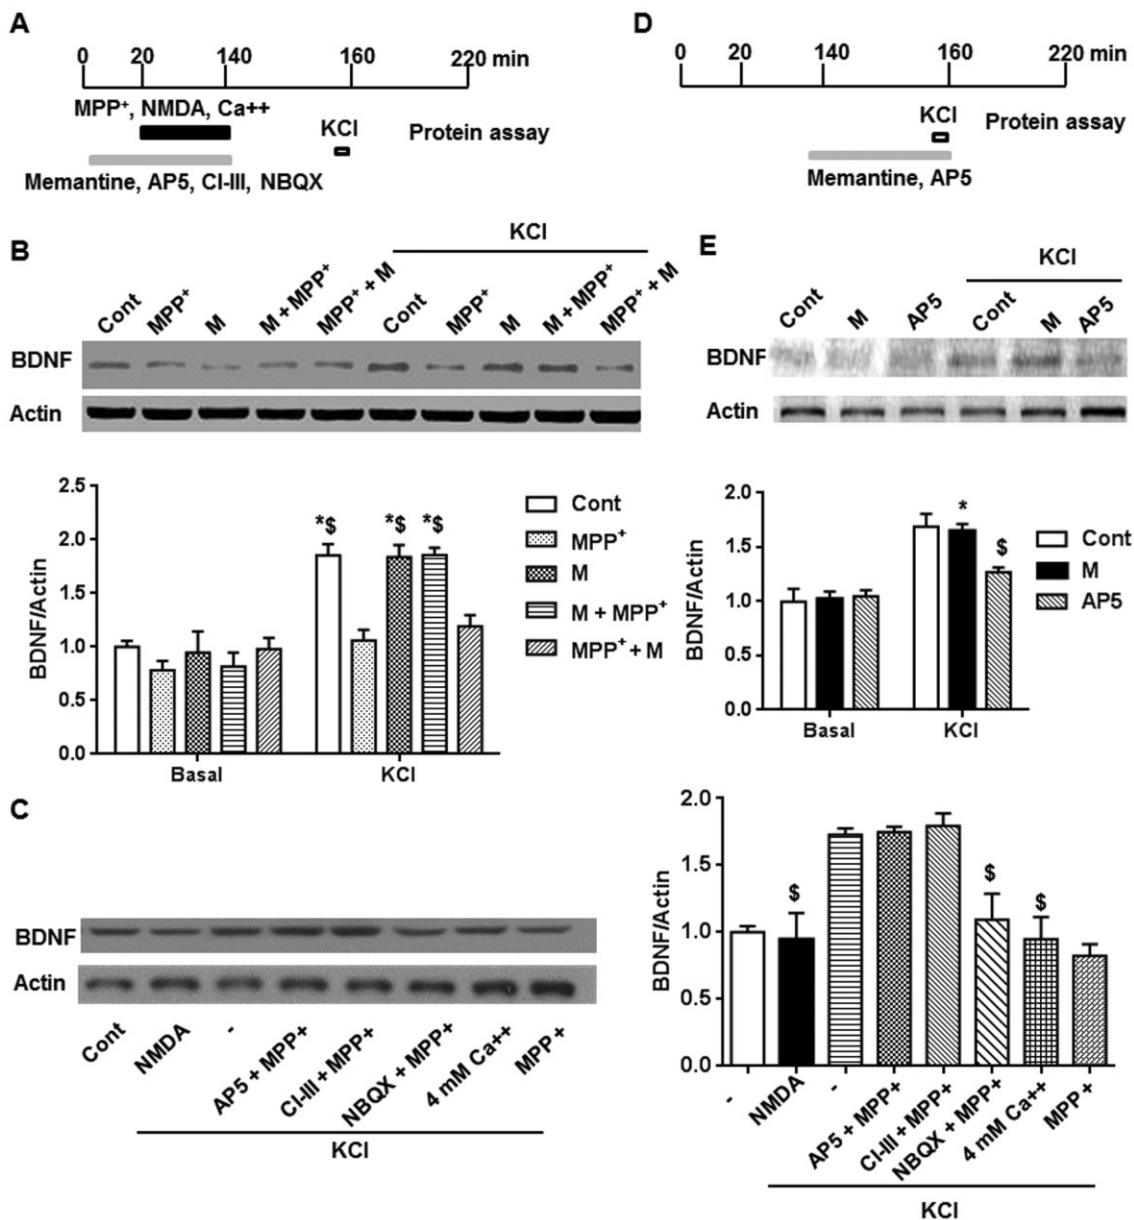 A
0 20 140 160 220 min
MPP⁺, NMDA, Ca++
KCl
Protein assay
Memantine, AP5, CI-III, NBQX
D
0 20 140 160 220 min
KCl
Protein assay
Memantine, AP5
B
KCl
Cont MPP⁺ M M + MPP⁺ MPP⁺ + M Cont MPP⁺ M M + MPP⁺ MPP⁺ + M
BDNF
Actin
BDNF/Actin
2.5
2.0
1.5
1.0
0.5
0.0
*$ *$ *$
Basal KCl
Cont
MPP⁺
M
M + MPP⁺
MPP⁺ + M
E
KCl
Cont M AP5 Cont M AP5
BDNF
Actin
BDNF/Actin
2.0
1.5
1.0
0.5
0.0
* $
Basal KCl
Cont
M
AP5
C
BDNF
Actin
Cont NMDA - AP5 + MPP+ CI-III + MPP+ NBQX + MPP+ 4 mM Ca++ MPP+
KCl
BDNF/Actin
2.0
1.5
1.0
0.5
0.0
$ $ $
- NMDA - AP5 + MPP+ CI-III + MPP+ NBQX + MPP+ 4 mM Ca++ MPP+
KCl